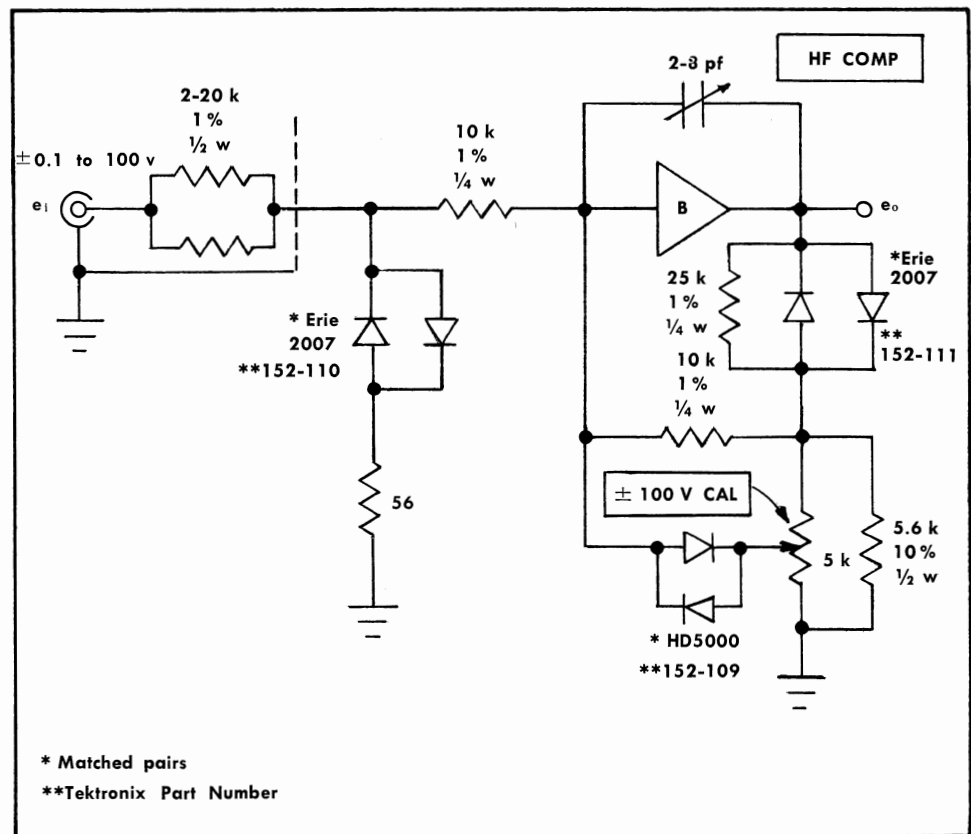 HF COMP
2-8 pf
2-20 k
1%
½ w
±0.1 to 100 v
ei
10 k
1%
¼ w
B
eo
25 k
1%
¼ w
*Erie
2007
**
152-111
* Erie
2007
**152-110
10 k
1%
¼ w
56
± 100 V CAL
5 k
5.6 k
10%
½ w
* HD5000
**152-109
* Matched pairs
**Tektronix Part Number